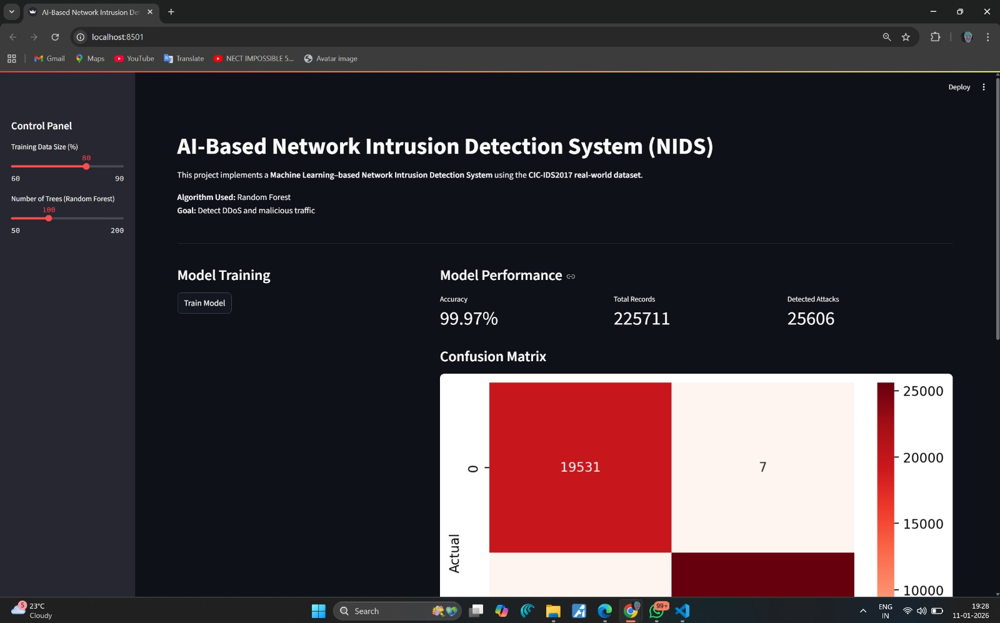 AI-Based Network Intrusion De
localhost:8501
Gmail
Maps
YouTube
Translate
NECT IMPOSSIBLE 5...
Avatar image
Deploy
Control Panel
Training Data Size (%)
80
60 90
Number of Trees (Random Forest)
100
50 200
AI-Based Network Intrusion Detection System (NIDS)
This project implements a Machine Learning–based Network Intrusion Detection System using the CIC-IDS2017 real-world dataset.
Algorithm Used: Random Forest
Goal: Detect DDoS and malicious traffic
Model Training
Train Model
Model Performance
Accuracy Total Records Detected Attacks
99.97% 225711 25606
Confusion Matrix
25000
20000
15000
10000
0
19531 7
Actual
5
23°C
Cloudy
Search
99+
ENG
IN
19:28
11-01-2026